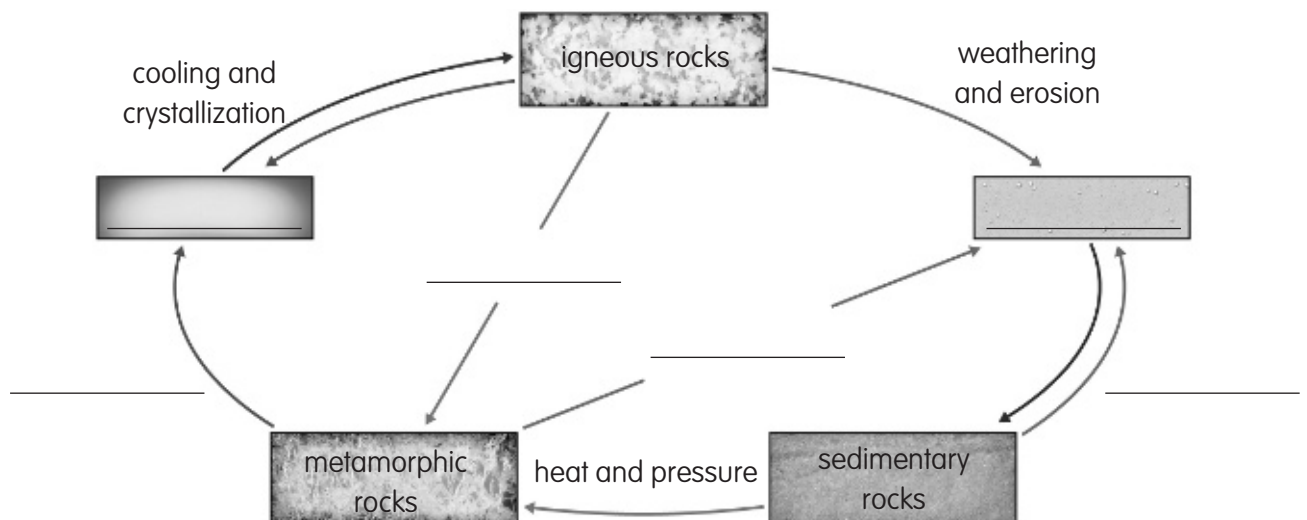 igneous rocks
cooling and
crystallization
weathering
and erosion
metamorphic
rocks
heat and pressure
sedimentary
rocks